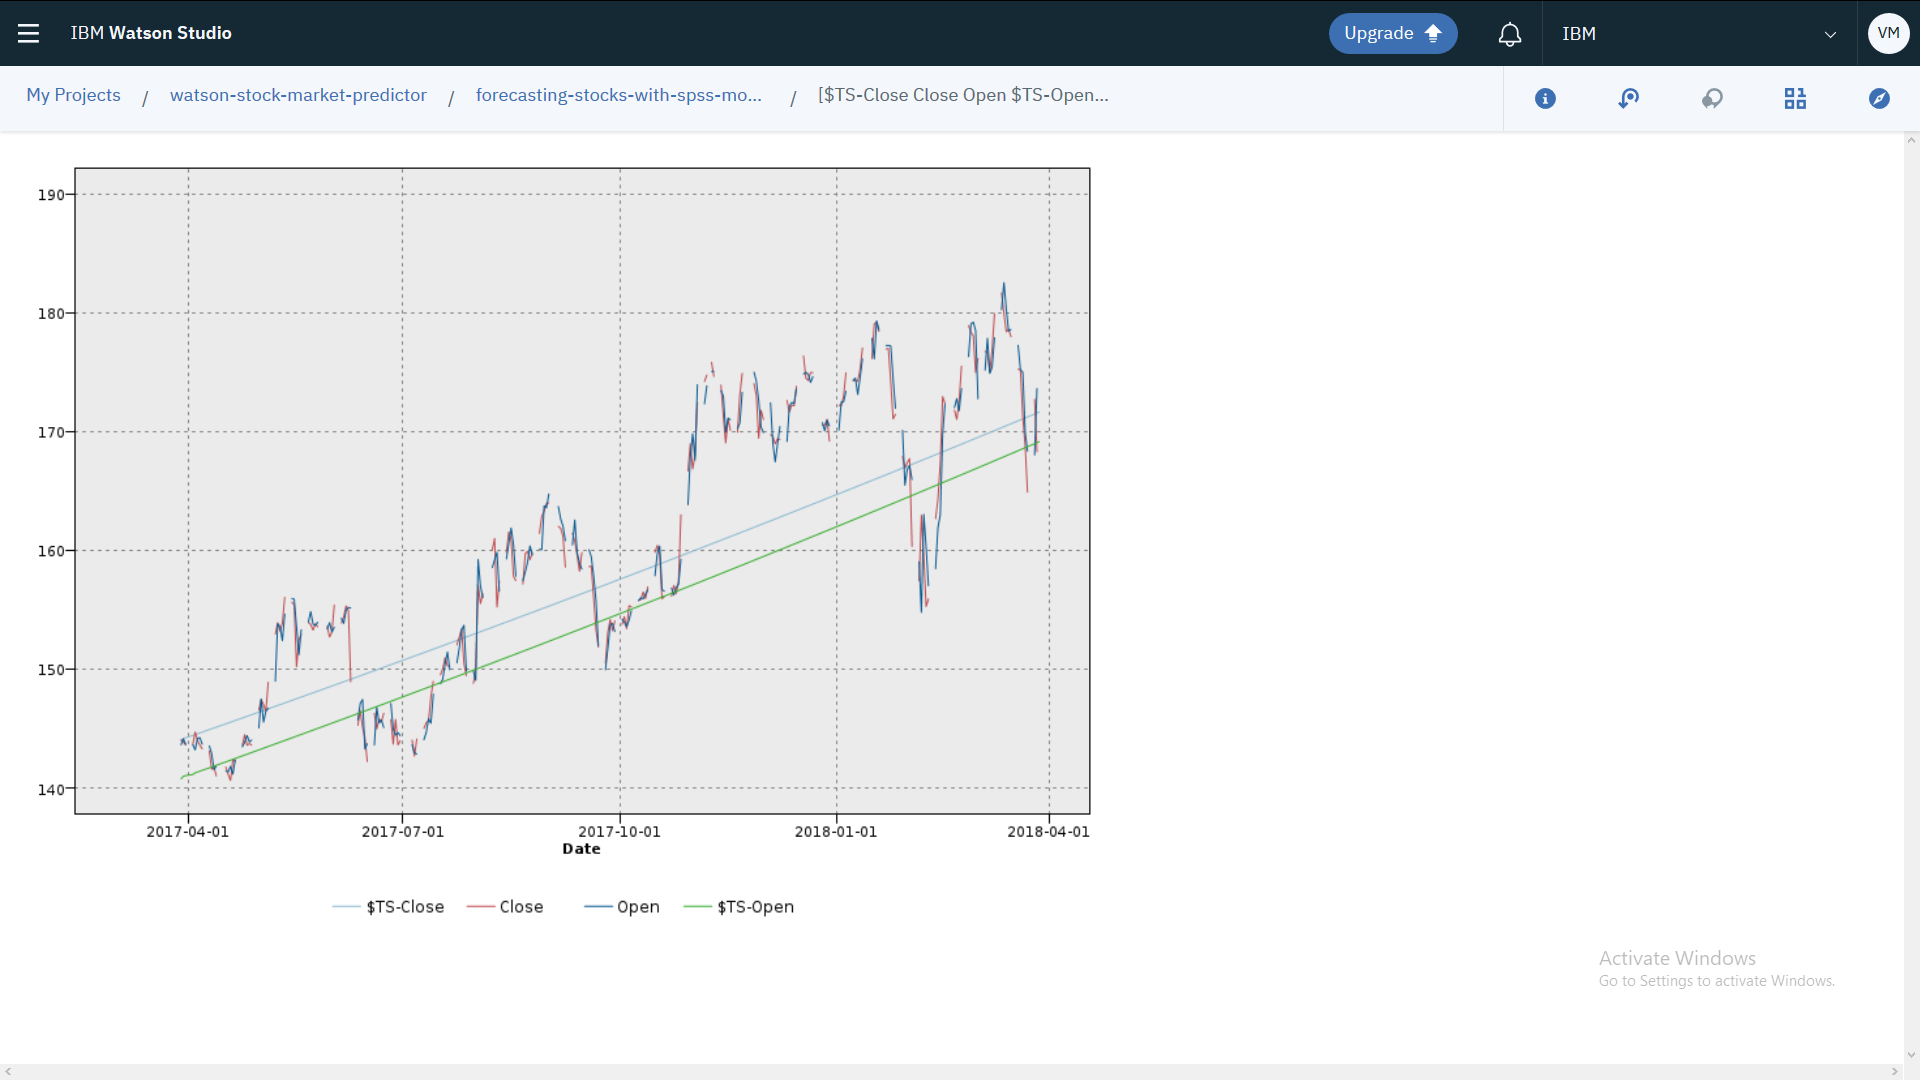 IBM Watson Studio
Upgrade
IBM
VM
My Projects / watson-stock-market-predictor / forecasting-stocks-with-spss-mo... / [$TS-Close Close Open $TS-Open...
190
180
170
160
150
140
2017-04-01 2017-07-01 2017-10-01 2018-01-01 2018-04-01
Date
$TS-Close Close Open $TS-Open
Activate Windows
Go to Settings to activate Windows.